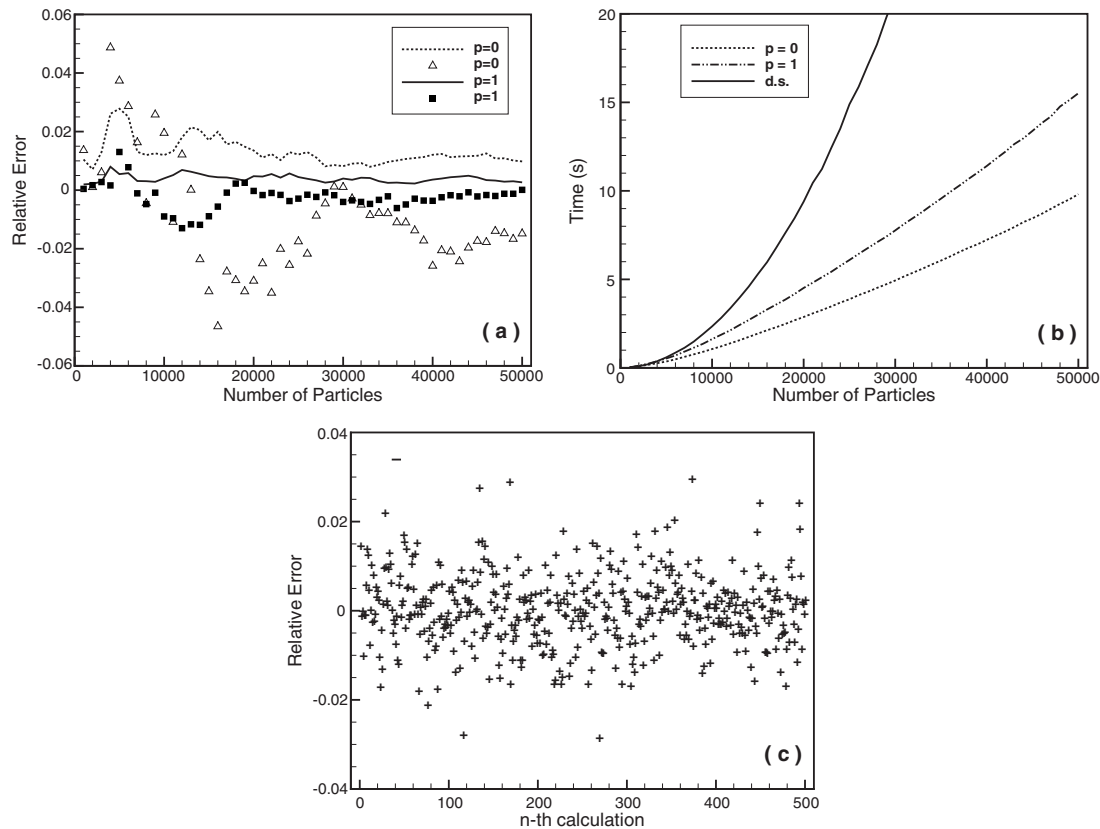 0.06
0.04
0.02
0
-0.02
-0.04
-0.06
Relative Error
p=0
p=0
p=1
p=1
( a )
0
10000
20000
30000
40000
50000
Number of Particles
20
15
10
5
0
Time (s)
p = 0
p = 1
d.s.
( b )
0
10000
20000
30000
40000
50000
Number of Particles
0.04
0.02
0
-0.02
-0.04
Relative Error
( c )
0
100
200
300
400
500
n-th calculation